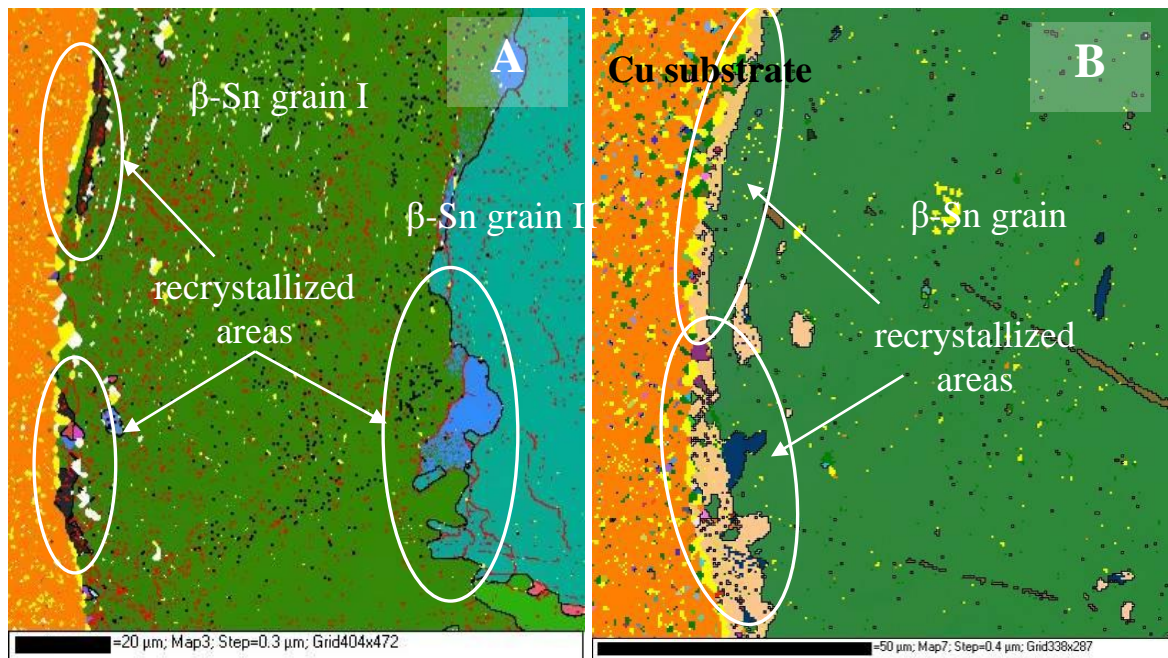 A
β-Sn grain I
β-Sn grain II
recrystallized
areas
=20 µm; Map3; Step=0.3 µm; Grid404x472
Cu substrate
B
β-Sn grain
recrystallized
areas
=50 µm; Map7; Step=0.4 µm; Grid338x287